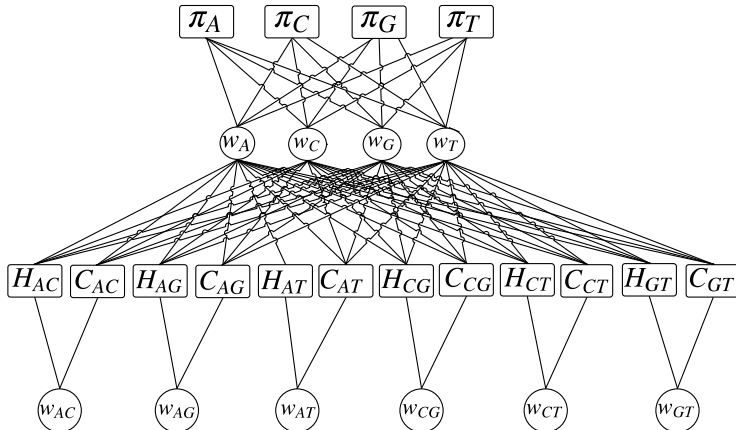 π_A π_C π_G π_T
w_A w_C w_G w_T
H_AC C_AC H_AG C_AG H_AT C_AT H_CG C_CG H_CT C_CT H_GT C_GT
w_AC w_AG w_AT w_CG w_CT w_GT